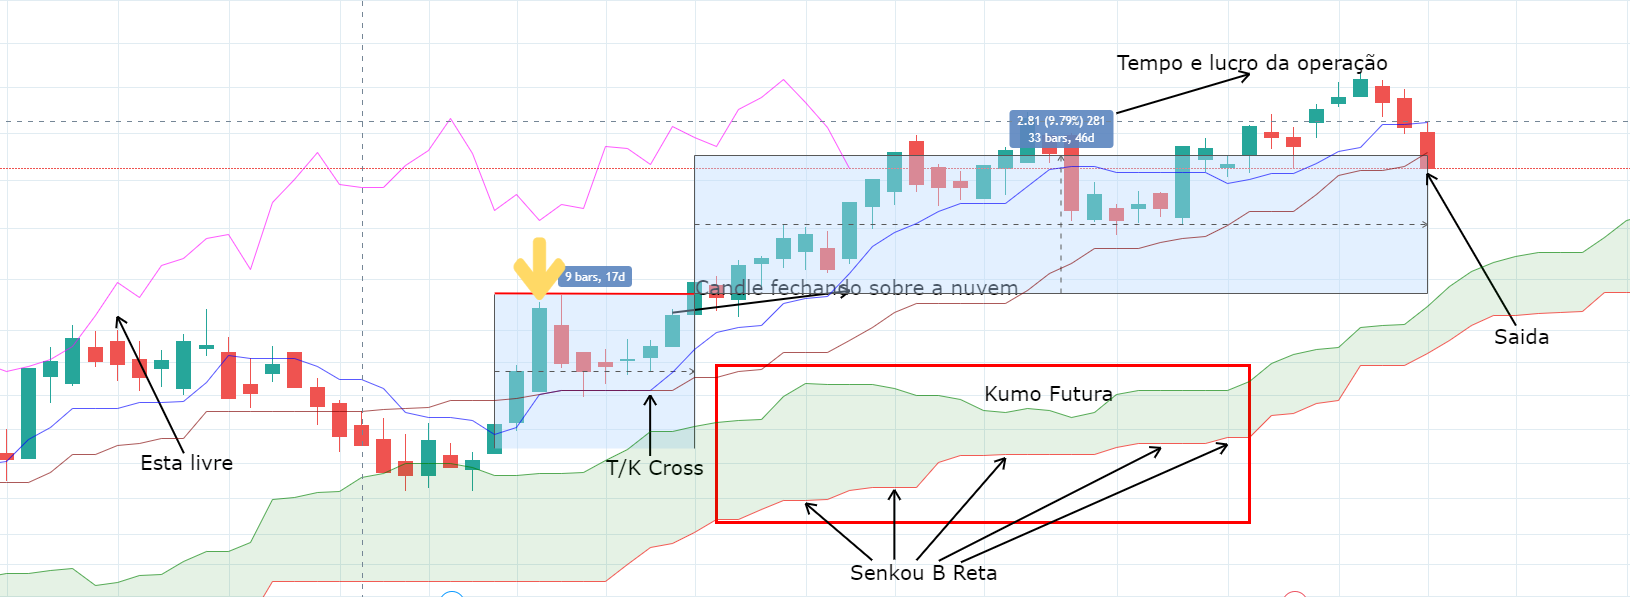 Tempo e lucro da operação
2.81 (9.79%) 281
33 bars, 46d
9 bars, 17d
Candle fechando sobre a nuvem
Saida
Kumo Futura
Esta livre
T/K Cross
Senkou B Reta